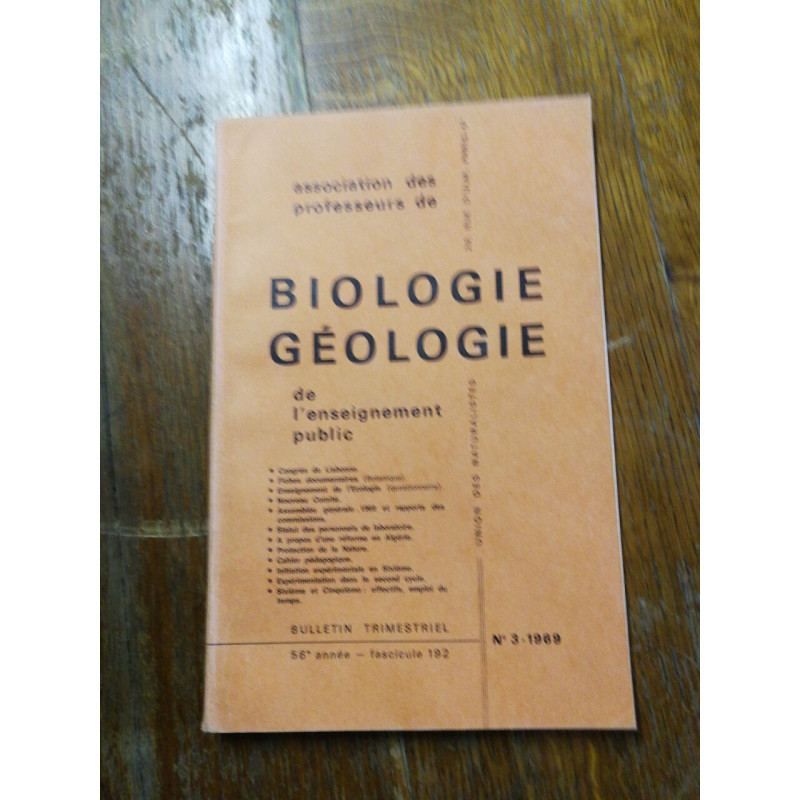 association des
professeurs de
BIOLOGIE
GÉOLOGIE
de
l'enseignement
public
UNION DES NATURALISTES
• Congrès de Lisbonne.
• Fiches documentaires (Botanique).
• Enseignement de l'Ecologie (questionnaire).
• Nouveau Comité.
• Assemblée générale 1969 et rapports des
commissions.
• Statut des personnels de laboratoire.
• A propos d'une réforme en Algérie.
• Protection de la Nature.
• Cahier pédagogique.
• Initiation expérimentale en Sixième.
• Expérimentation dans le second cycle.
• Sixième et Cinquième : effectifs, emploi du
temps.
BULLETIN TRIMESTRIEL
56e année — fascicule 192
N° 3-1969